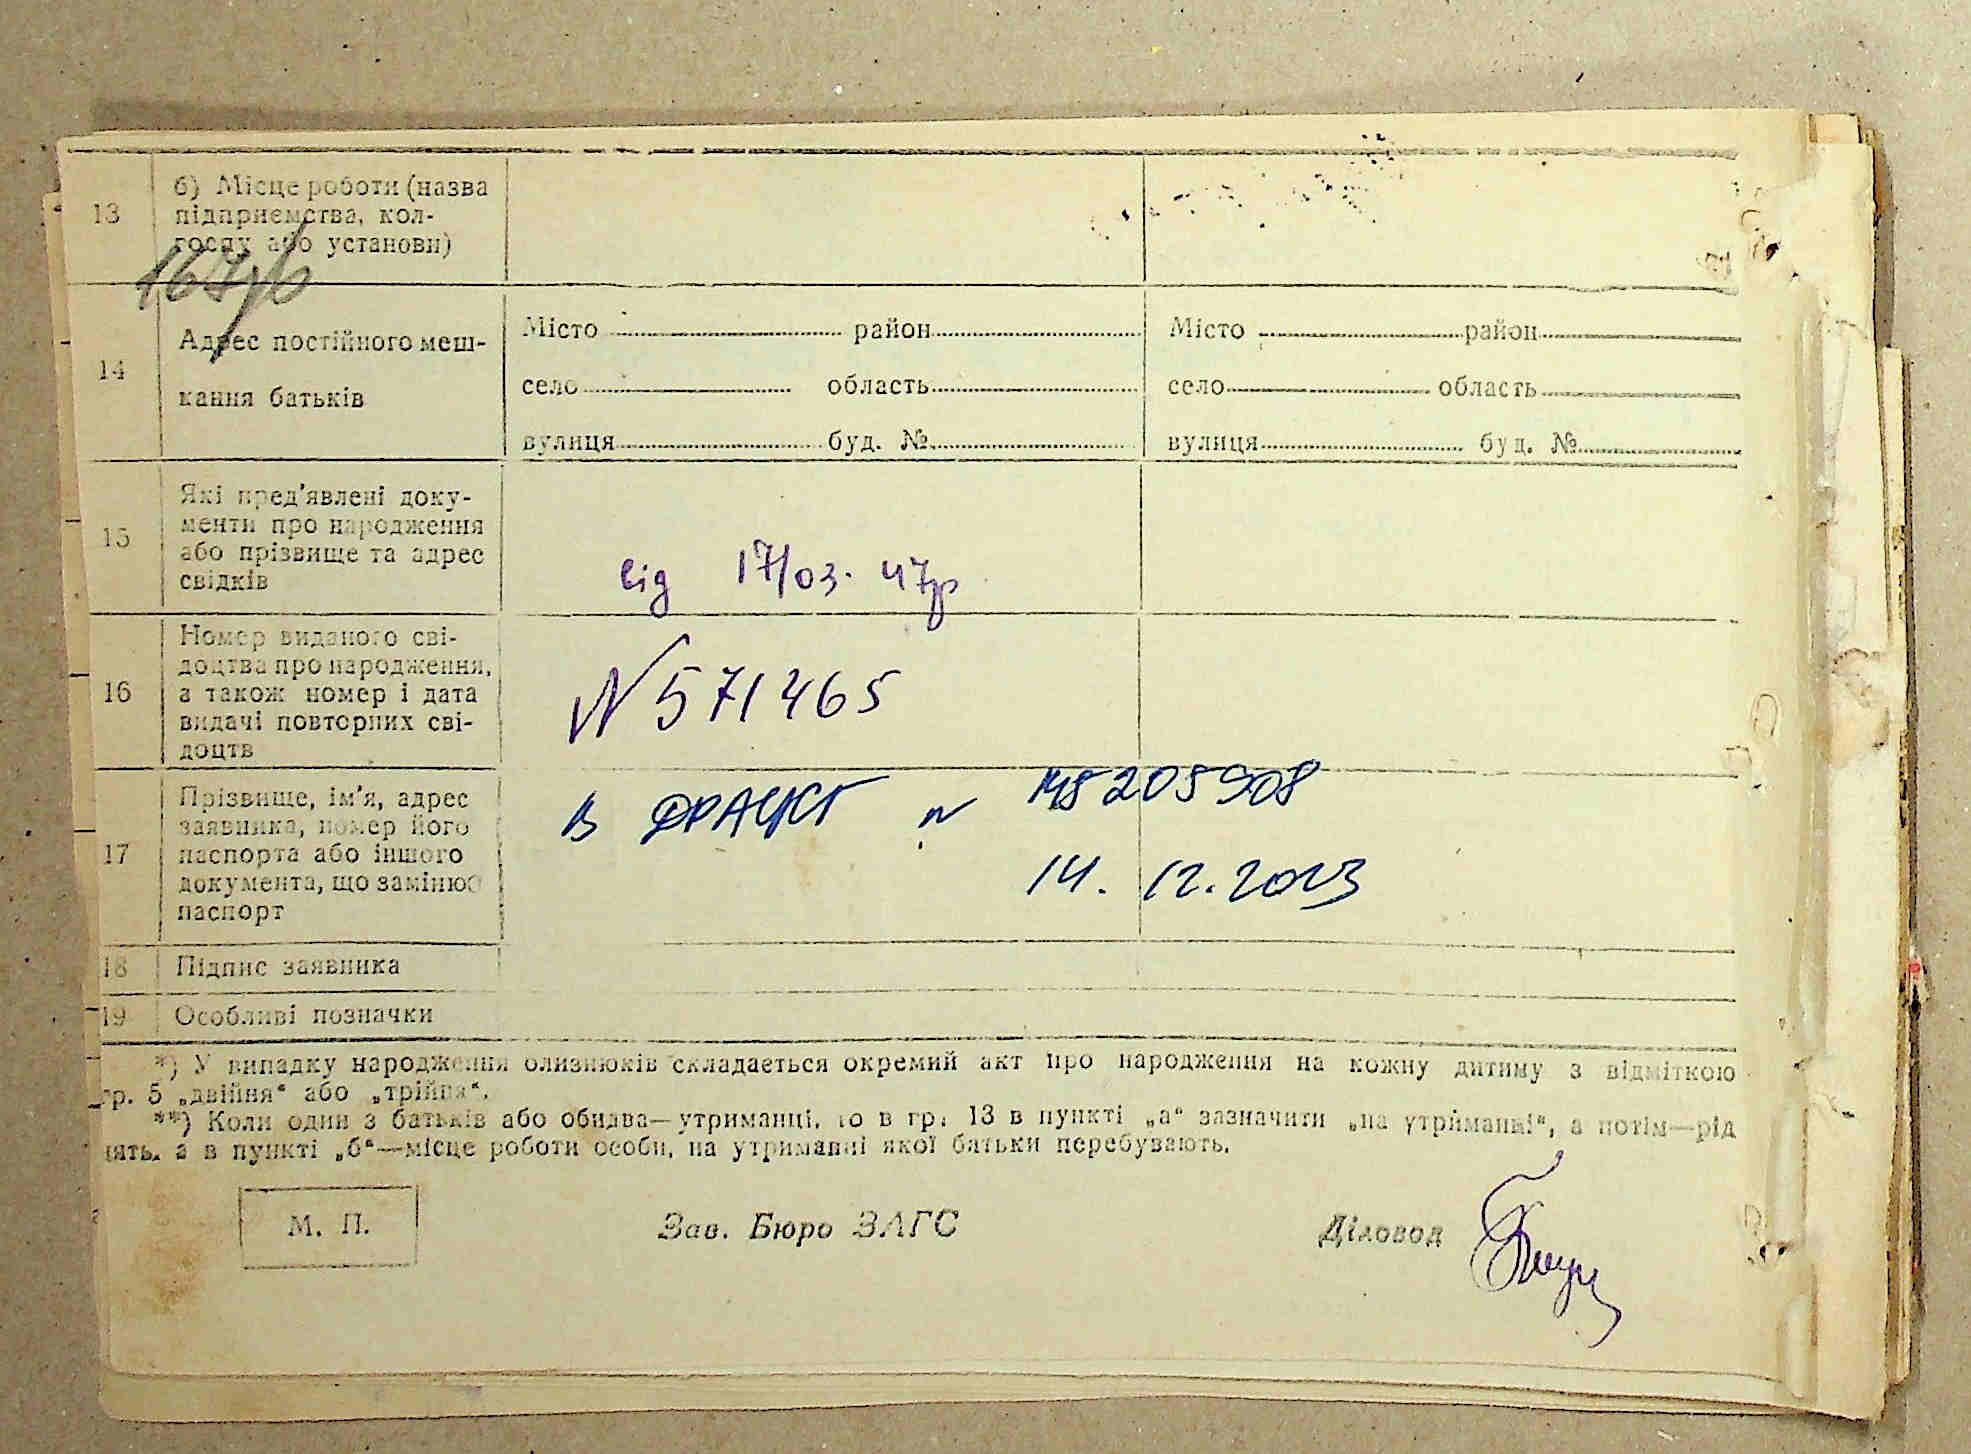 13
б) Місце роботи (назва
підприємства, кол-
госпу або установи)
14
Адрес постійного меш-
кання батьків
Місто район
село область
вулиця буд. №
Місто район
село область
вулиця буд. №
15
Які пред'явлені доку-
менти про народження
або прізвище та адрес
свідків
від 17/03. 47р
16
Номер виданого сві-
доцтва про народження,
а також номер і дата
видачі повторних сві-
доцтв
N 571465
17
Прізвище, ім'я, адрес
заявника, номер його
паспорта або іншого
документа, що замінює
паспорт
В ДРАЦСГ
205908
14. 12. 2023
18
Підпис заявника
19
Особливі позначки
*) У випадку народження близнюків складається окремий акт про народження на кожну дитину з відміткою
гр. 5 „двійня“ або „трійня“.
**) Коли один з батьків або обидва—утриманці, то в гр. 13 в пункті „а“ зазначити „на утриманні“, а потім—рід
нять, а в пункті „б“—місце роботи особи, на утриманні якої батьки перебувають.
М. П.
Зав. Бюро ЗАГС
Діловод